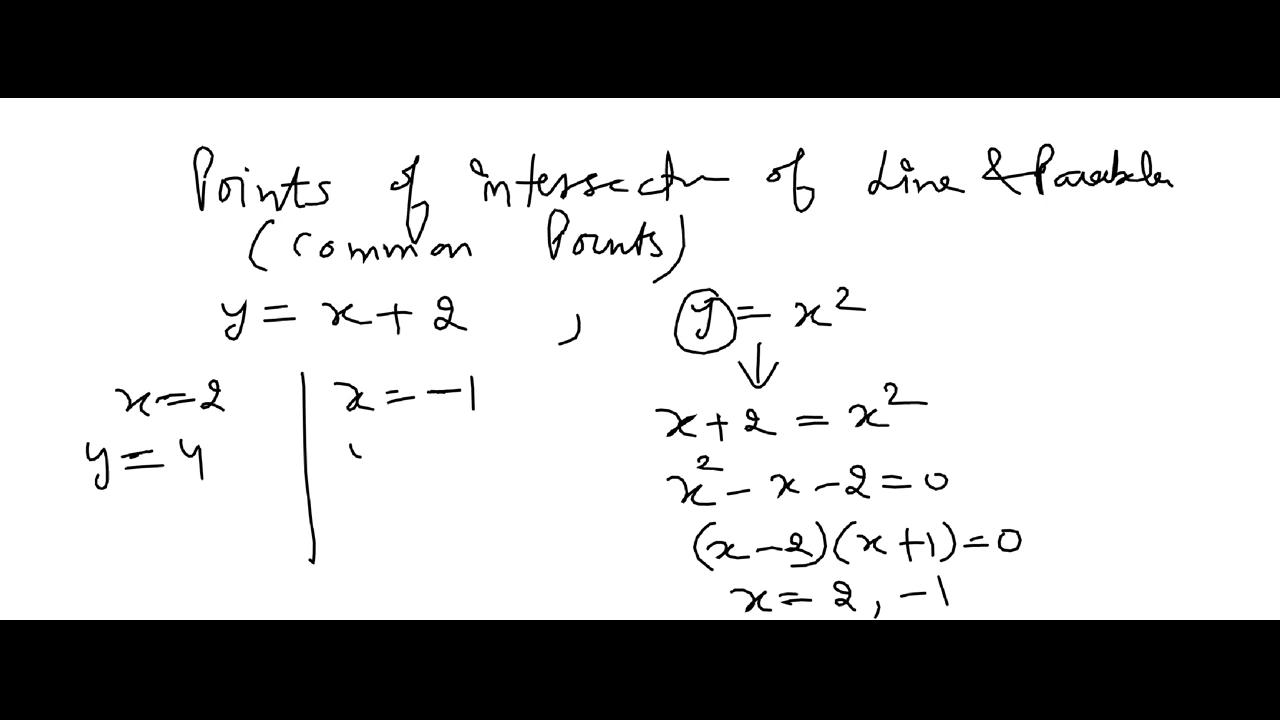 Points of intersectn of Line & Parabola
(Common Points)
y = x + 2 , y = x²
x = 2 | x = -1
y = 4
x + 2 = x²
x² - x - 2 = 0
(x - 2)(x + 1) = 0
x = 2, -1